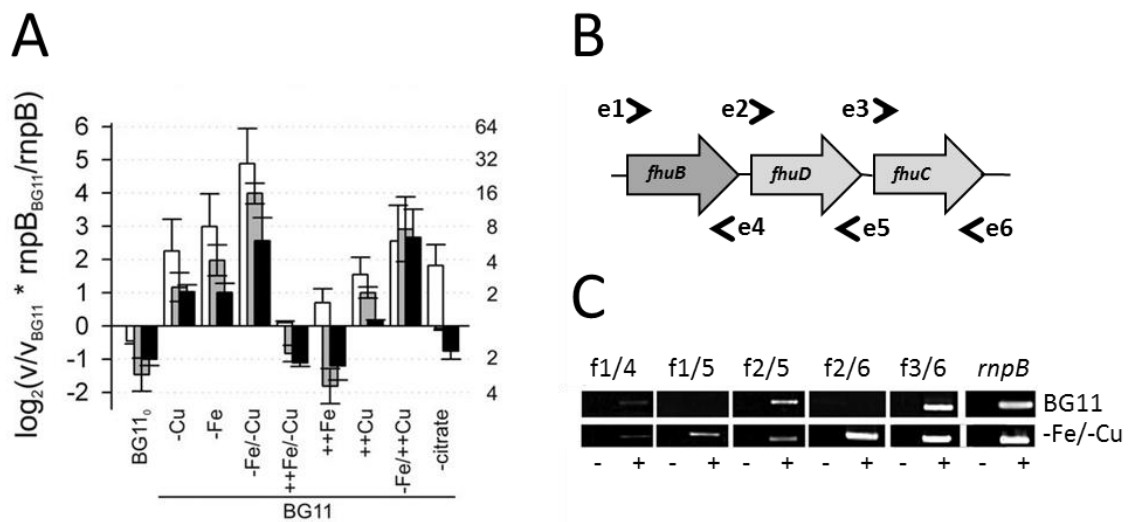 A
log₂(v/v_BG11 * rnpB_BG11/rnpB)
6
5
4
3
2
1
0
-1
-2
64
32
16
8
4
2
2
4
BG11₀
-Cu
-Fe
-Fe/-Cu
++Fe/-Cu
++Fe
++Cu
-Fe/++Cu
-citrate
BG11
B
e1 e2 e3
fhuB fhuD fhuC
e4 e5 e6
C
f1/4 f1/5 f2/5 f2/6 f3/6 rnpB
BG11
-Fe/-Cu
- + - + - + - + - + - +